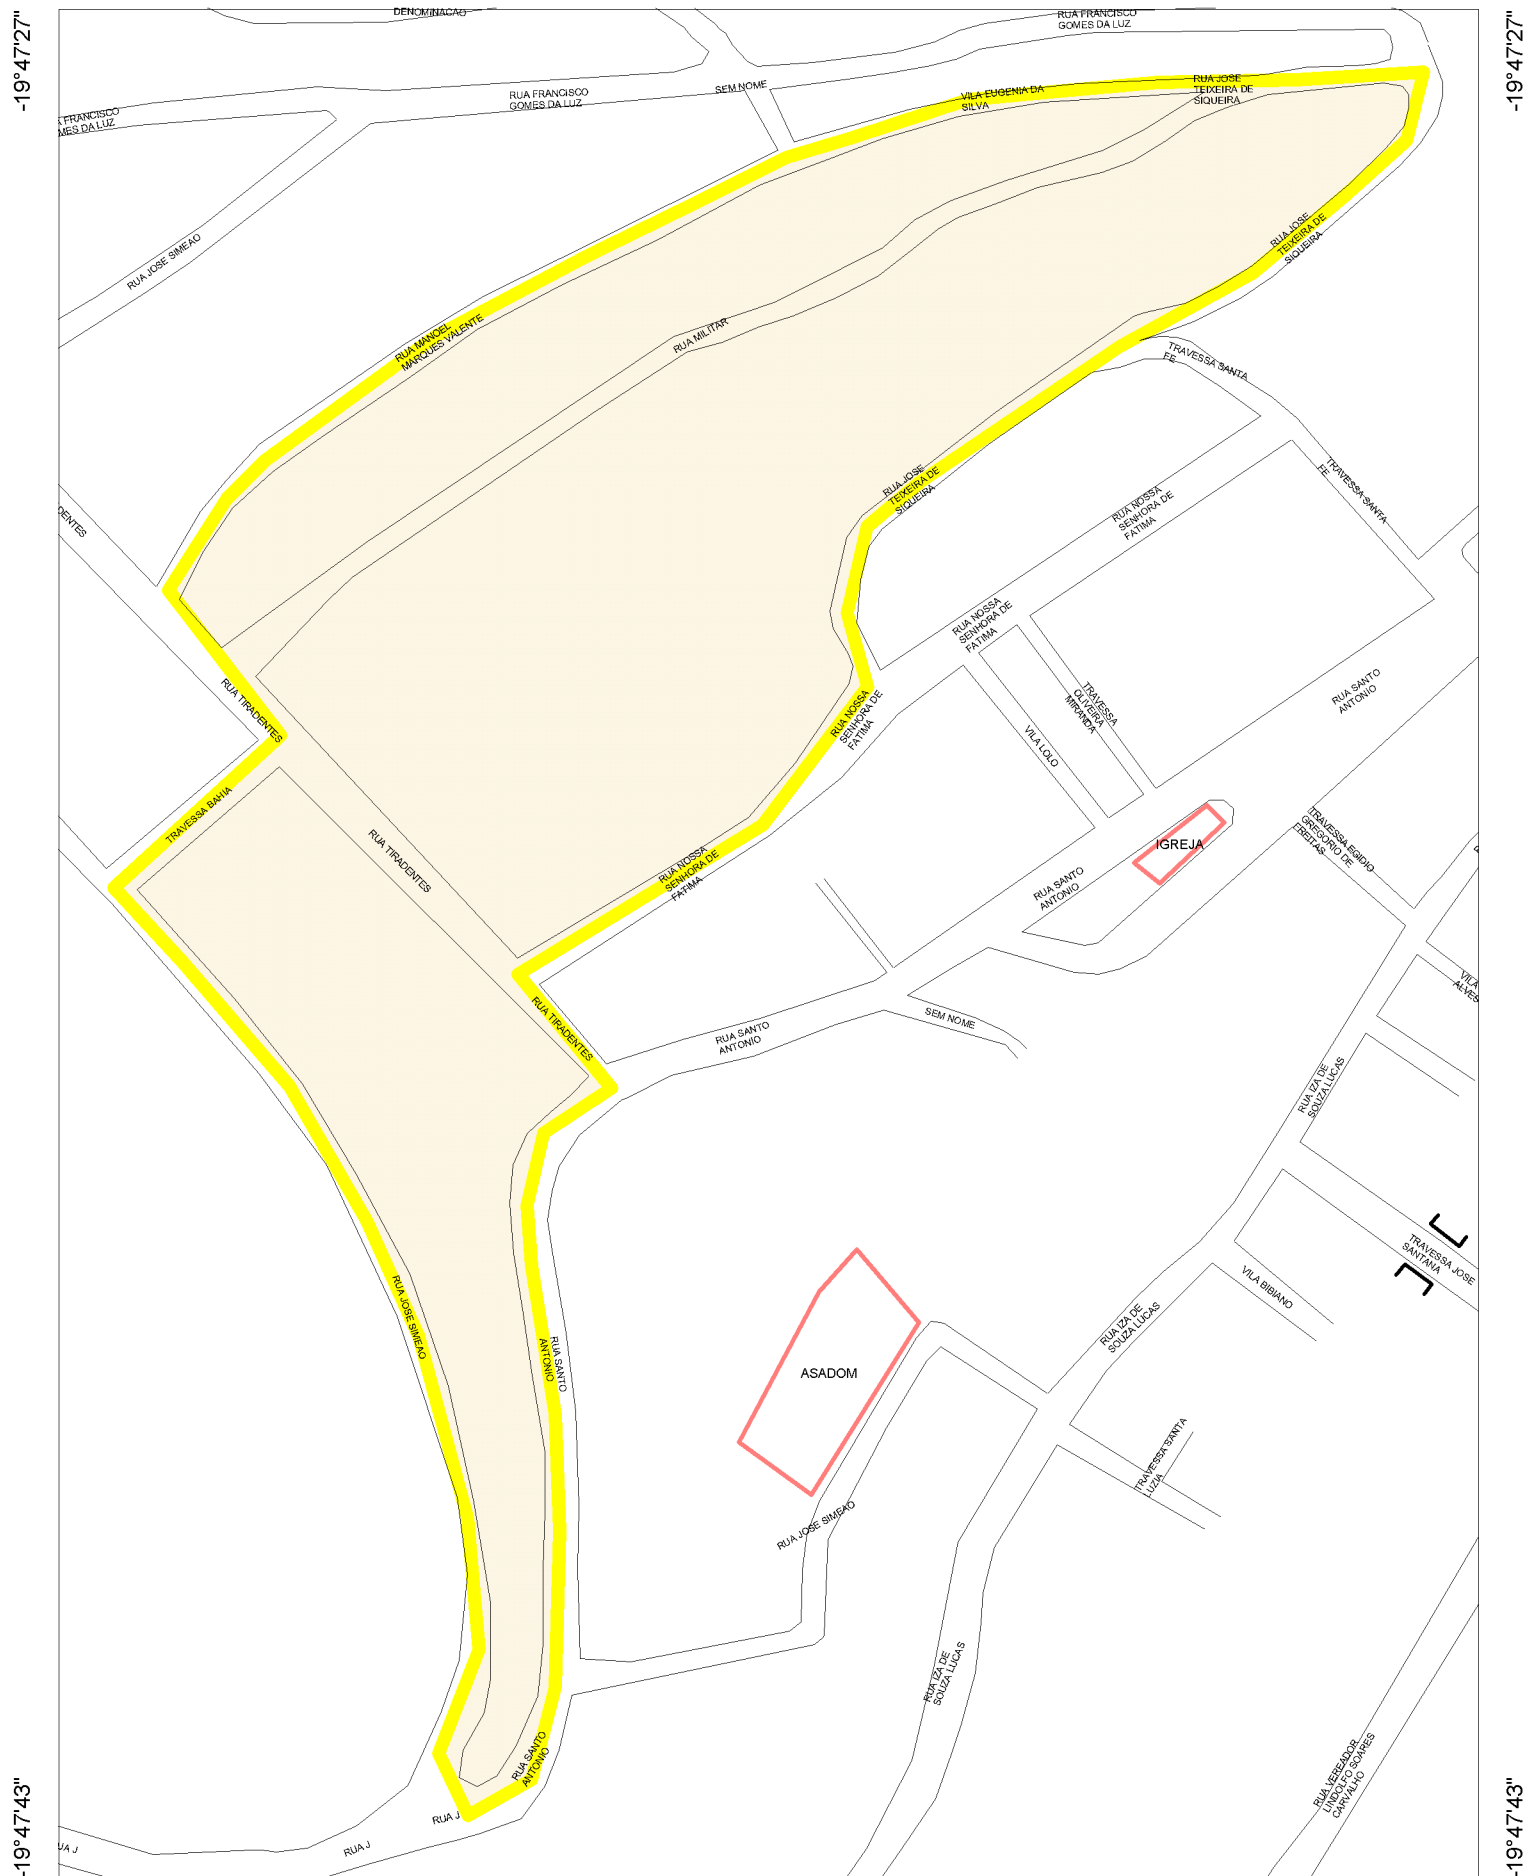 -19°47'27"
-19°47'27"
DENOMINACAO
RUA FRANCISCO
GOMES DA LUZ
RUA FRANCISCO
GOMES DA LUZ
SEM NOME
VILA EUGENIA DA
SILVA
RUA JOSE
TEIXEIRA DE
SIQUEIRA
FRANCISCO
MES DA LUZ
RUA JOSE SIMEAO
RUA JOSE
TEIXEIRA DE
SIQUEIRA
RUA MANOEL
MARQUES VALENTE
RUA MILITAR
TRAVESSA SANTA
FE
RUA JOSE
TEIXEIRA DE
SIQUEIRA
TRAVESSA SANTA
FE
RUA NOSSA
SENHORA DE
FATIMA
DENTES
RUA NOSSA
SENHORA DE
FATIMA
RUA TIRADENTES
RUA NOSSA
SENHORA DE
FATIMA
TRAVESSA
OLIVEIRA
MIRANDA
RUA SANTO
ANTONIO
VILA LOLO
TRAVESSA BAHIA
RUA TIRADENTES
IGREJA
TRAVESSA EGIDIO
GREGORIO DE
FREITAS
RUA NOSSA
SENHORA DE
FATIMA
RUA SANTO
ANTONIO
VILA
ALVES
RUA TIRADENTES
RUA SANTO
ANTONIO
SEM NOME
RUA IZA DE
SOUZA LUCAS
TRAVESSA JOSE
SANTANA
VILA BIBIANO
RUA JOSE SIMEAO
RUA SANTO
ANTONIO
RUA IZA DE
SOUZA LUCAS
ASADOM
TRAVESSA SANTA
LUZIA
RUA JOSE SIMEAO
RUA IZA DE
SOUZA LUCAS
RUA SANTO
ANTONIO
RUA VEREADOR
LINDOLFO SOARES
CARVALHO
RUA J
RUA J
UA J
-19°47'43"
-19°47'43"